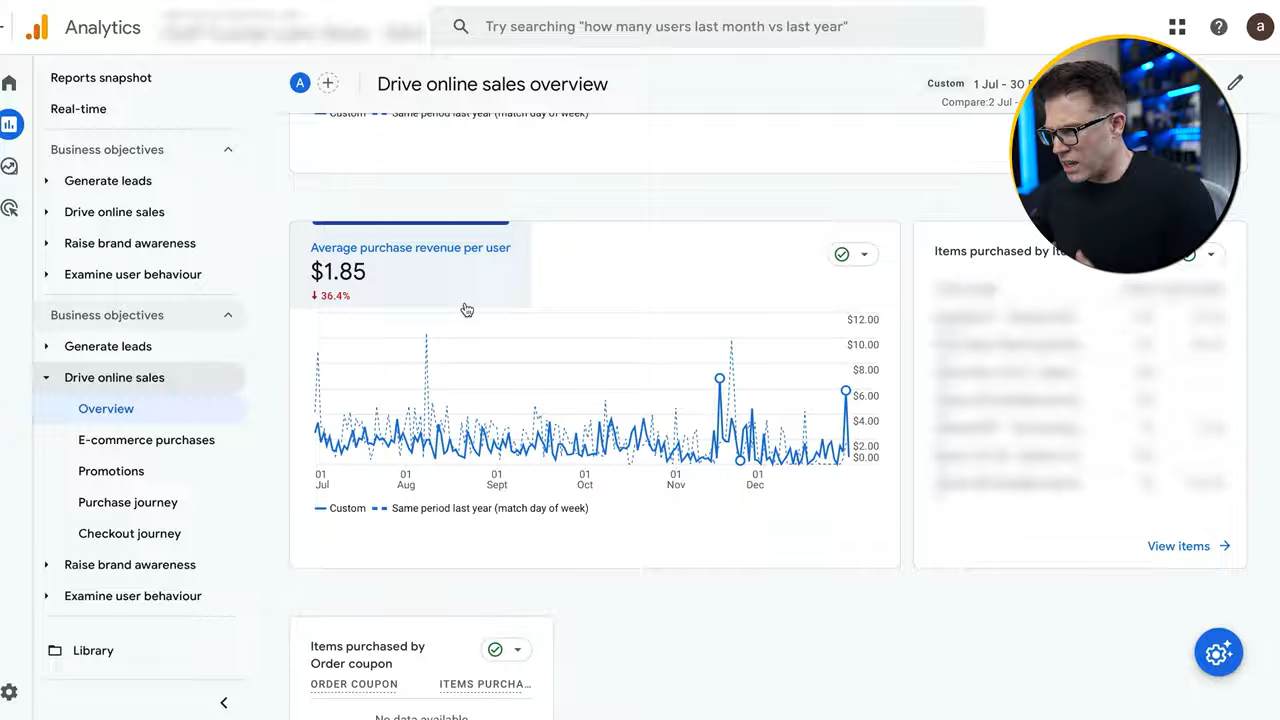 Analytics
Try searching "how many users last month vs last year"
a
Reports snapshot
Real-time
Business objectives
Generate leads
Drive online sales
Raise brand awareness
Examine user behaviour
Business objectives
Generate leads
Drive online sales
Overview
E-commerce purchases
Promotions
Purchase journey
Checkout journey
Raise brand awareness
Examine user behaviour
Library
A
Drive online sales overview
Custom 1 Jul - 30
Compare:2 Jul -
Custom Same period last year (match day of week)
Average purchase revenue per user
$1.85
36.4%
$12.00
$10.00
$8.00
$6.00
$4.00
$2.00
$0.00
01 01 01 01 01 01
Jul Aug Sept Oct Nov Dec
Custom Same period last year (match day of week)
Items purchased by
View items
Items purchased by
Order coupon
ORDER COUPON ITEMS PURCHA...
No data available